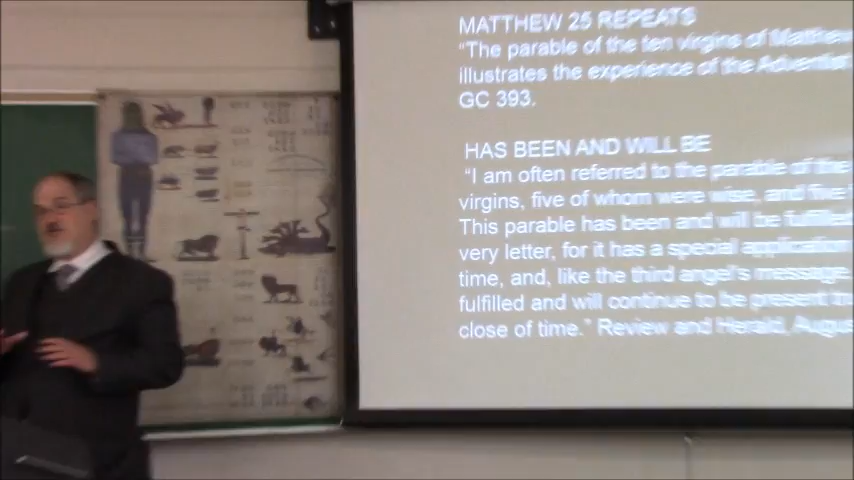 MATTHEW 25 REPEATS
"The parable of the ten virgins of Matthew
illustrates the experience of the Adventist
GC 393.
HAS BEEN AND WILL BE
"I am often referred to the parable of the
virgins, five of whom were wise, and five
This parable has been and will be fulfilled
very letter, for it has a special application
time, and, like the third angel's message,
fulfilled and will continue to be present
close of time." Review and Herald, Augus